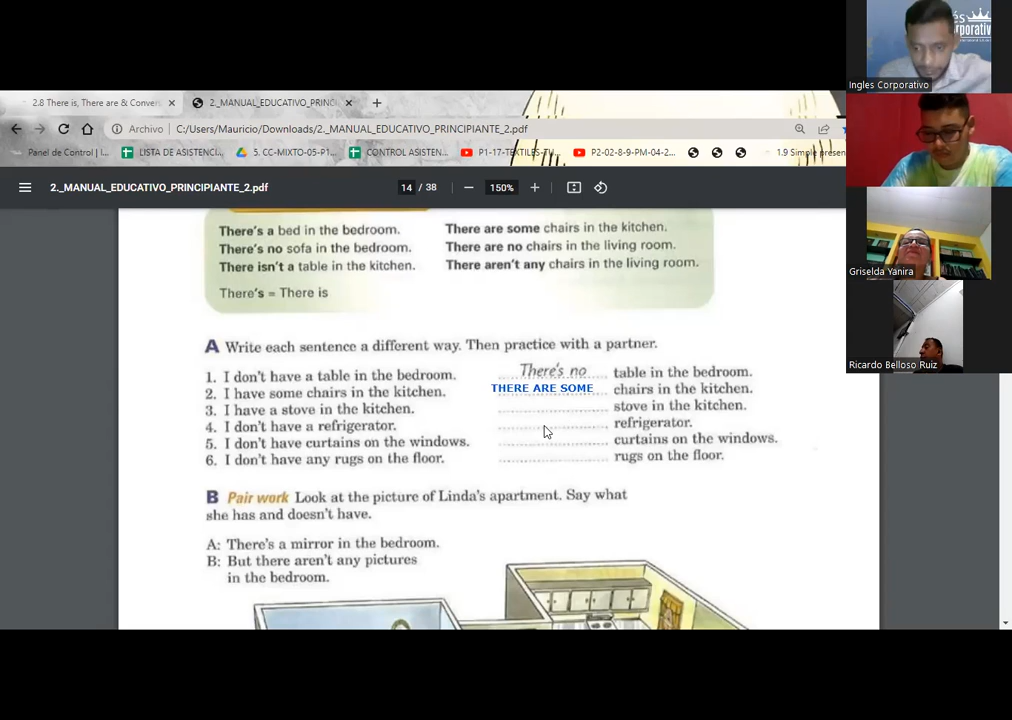 és
rporativ
Ingles Corporativo
2.8 There is, There are & Conver
2._MANUAL_EDUCATIVO_PRINCI
Archivo C:/Users/Mauricio/Downloads/2._MANUAL_EDUCATIVO_PRINCIPIANTE_2.pdf
Panel de Control | I... LISTA DE ASISTENCI... 5. CC-MIXTO-05-P1... CONTROL ASISTEN... P1-17-TEXTILES-TU... P2-02-8-9-PM-04-2... 1.9 Simple presen
2._MANUAL_EDUCATIVO_PRINCIPIANTE_2.pdf 14 / 38 150%
There's a bed in the bedroom. There are some chairs in the kitchen.
There's no sofa in the bedroom. There are no chairs in the living room.
There isn't a table in the kitchen. There aren't any chairs in the living room.
There's = There is
Griselda Yanira
Ricardo Belloso Ruiz
A Write each sentence a different way. Then practice with a partner.
1. I don't have a table in the bedroom. There's no table in the bedroom.
2. I have some chairs in the kitchen. THERE ARE SOME chairs in the kitchen.
3. I have a stove in the kitchen. stove in the kitchen.
4. I don't have a refrigerator. refrigerator.
5. I don't have curtains on the windows. curtains on the windows.
6. I don't have any rugs on the floor. rugs on the floor.
B Pair work Look at the picture of Linda's apartment. Say what
she has and doesn't have.
A: There's a mirror in the bedroom.
B: But there aren't any pictures
in the bedroom.